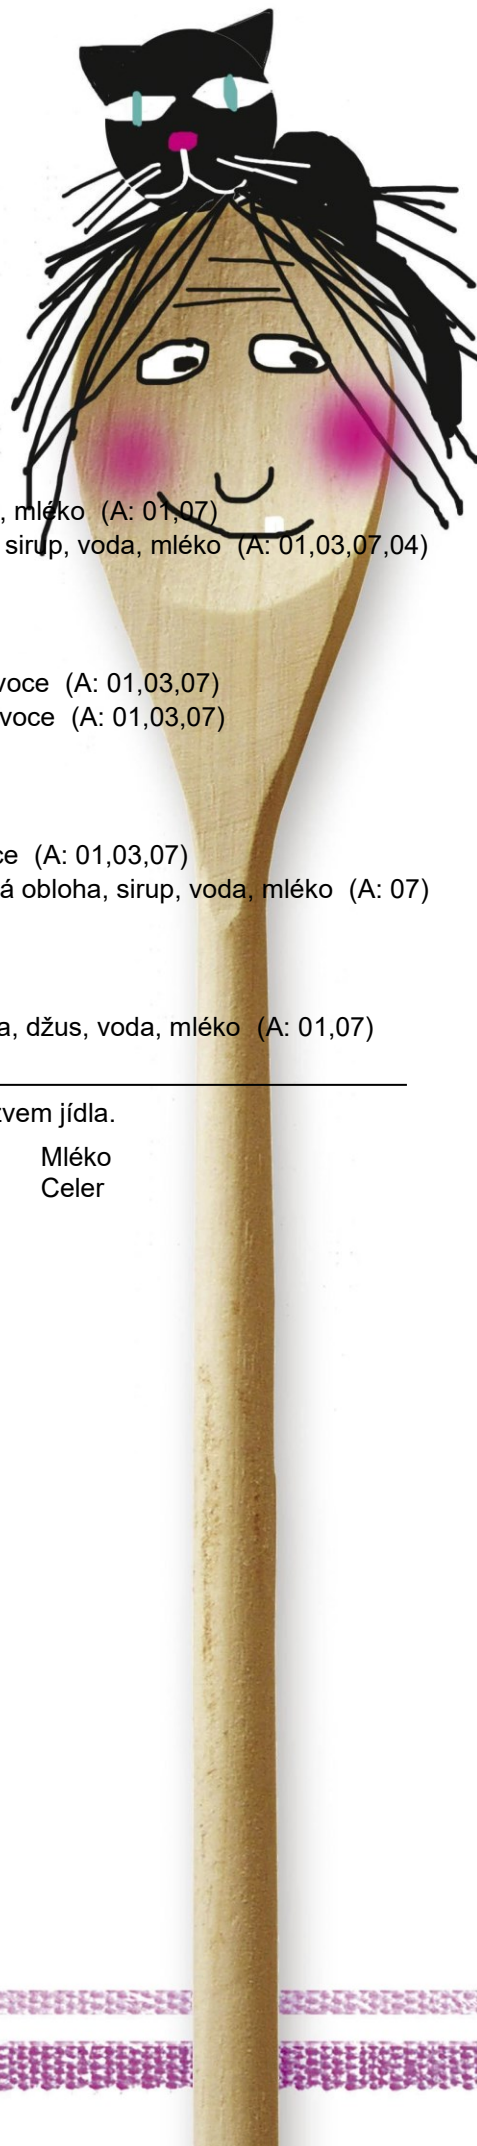 , mléko (A: 01,07)
sirup, voda, mléko (A: 01,03,07,04)
voce (A: 01,03,07)
voce (A: 01,03,07)
ce (A: 01,03,07)
á obloha, sirup, voda, mléko (A: 07)
a, džus, voda, mléko (A: 01,07)
tvem jídla.
Mléko
Celer